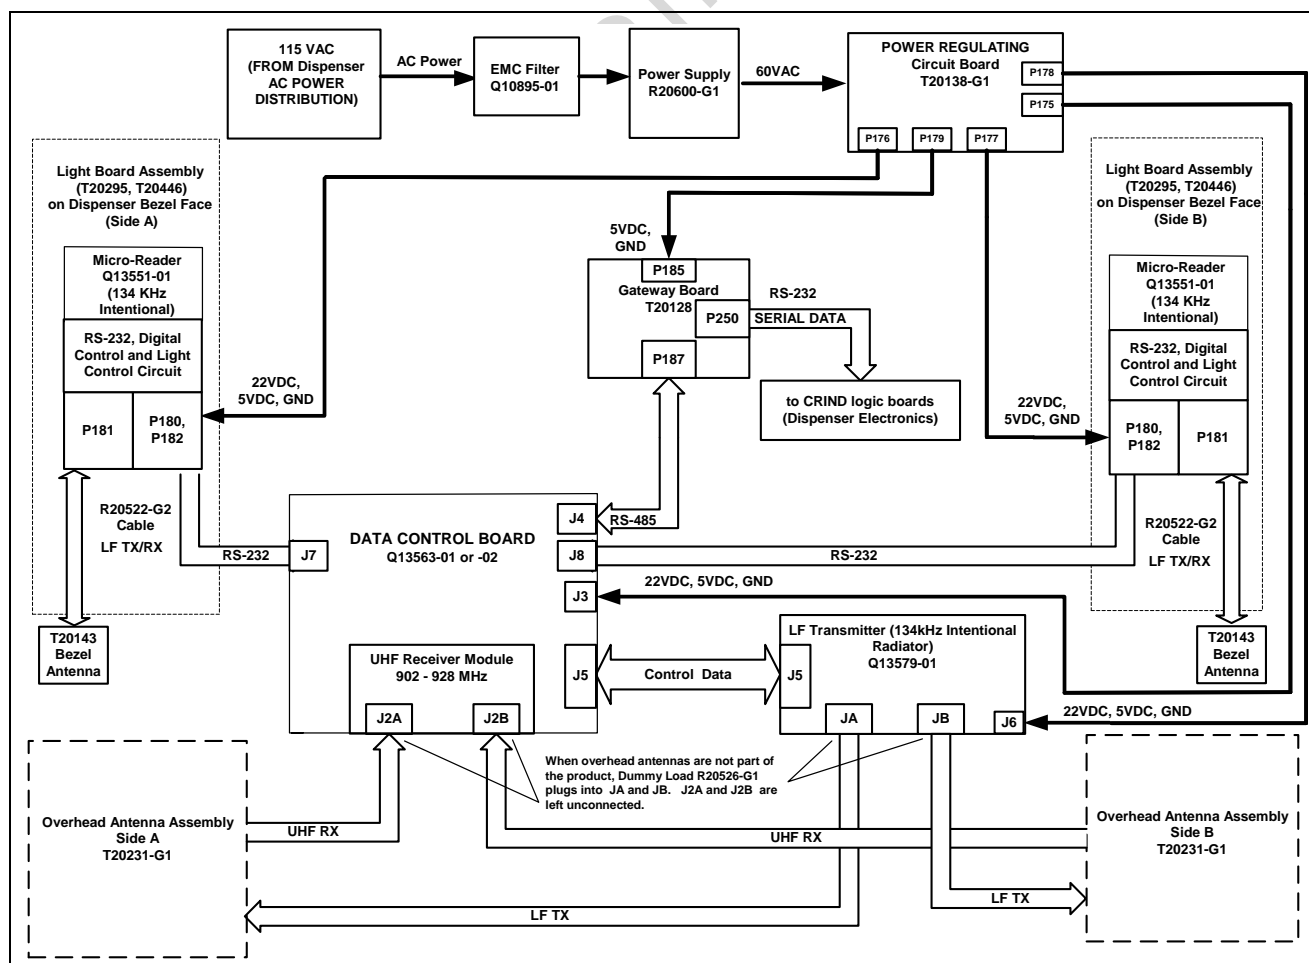 115 VAC
(FROM Dispenser
AC POWER
DISTRIBUTION)
AC Power
EMC Filter
Q10895-01
Power Supply
R20600-G1
60VAC
POWER REGULATING
Circuit Board
T20138-G1
P178
P175
P176
P179
P177
Light Board Assembly
(T20295, T20446)
on Dispenser Bezel Face
(Side A)
Micro-Reader
Q13551-01
(134 KHz
Intentional)
RS-232, Digital
Control and Light
Control Circuit
P181
P180,
P182
22VDC,
5VDC, GND
5VDC,
GND
P185
Gateway Board
T20128
P250
P187
RS-232
SERIAL DATA
to CRIND logic boards
(Dispenser Electronics)
Light Board Assembly
(T20295, T20446)
on Dispenser Bezel Face
(Side B)
Micro-Reader
Q13551-01
(134 KHz
Intentional)
RS-232, Digital
Control and Light
Control Circuit
22VDC,
5VDC, GND
P180,
P182
P181
R20522-G2
Cable
LF TX/RX
RS-232
J7
DATA CONTROL BOARD
Q13563-01 or -02
J4
RS-485
J8
RS-232
J3
22VDC, 5VDC, GND
R20522-G2
Cable
LF TX/RX
T20143
Bezel
Antenna
UHF Receiver Module
902 - 928 MHz
J2A
J2B
J5
Control Data
LF Transmitter (134kHz Intentional
Radiator)
Q13579-01
J5
JA
JB
J6
22VDC, 5VDC, GND
T20143
Bezel
Antenna
When overhead antennas are not part of
the product, Dummy Load R20526-G1
plugs into JA and JB. J2A and J2B are
left unconnected.
Overhead Antenna Assembly
Side A
T20231-G1
UHF RX
UHF RX
Overhead Antenna Assembly
Side B
T20231-G1
LF TX
LF TX